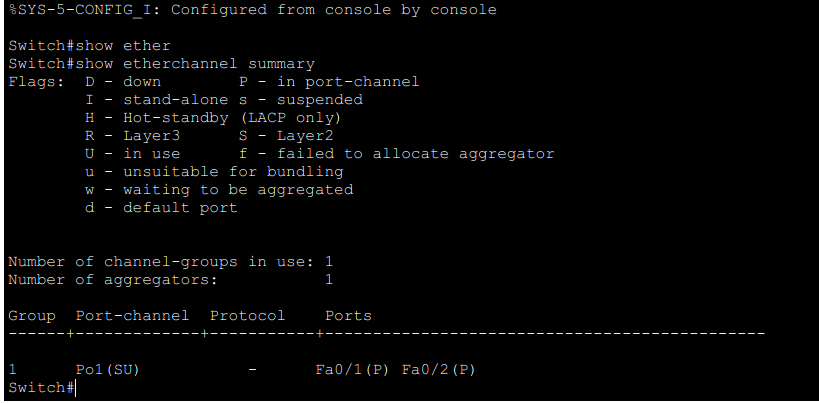 %SYS-5-CONFIG_I: Configured from console by console
Switch#show ether
Switch#show etherchannel summary
Flags:  D - down        P - in port-channel
        I - stand-alone s - suspended
        H - Hot-standby (LACP only)
        R - Layer3      S - Layer2
        U - in use      f - failed to allocate aggregator
        u - unsuitable for bundling
        w - waiting to be aggregated
        d - default port
Number of channel-groups in use: 1
Number of aggregators:           1
Group  Port-channel  Protocol    Ports
------+-------------+-----------+----------------------------------------------
1      Po1(SU)           -      Fa0/1(P) Fa0/2(P)
Switch#